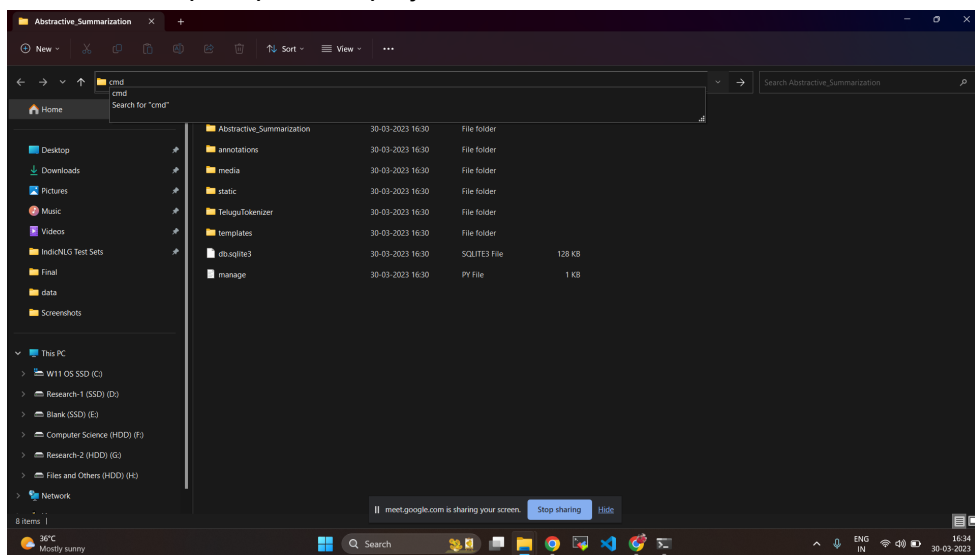 Abstractive_Summarization
New
Sort
View
cmd
Search Abstractive_Summarization
cmd
Search for "cmd"
Home
Abstractive_Summarization 30-03-2023 16:30 File folder
Desktop
annotations 30-03-2023 16:30 File folder
Downloads
media 30-03-2023 16:30 File folder
Pictures
static 30-03-2023 16:30 File folder
Music
TeluguTokenizer 30-03-2023 16:30 File folder
Videos
templates 30-03-2023 16:30 File folder
IndicNLG Test Sets
db.sqlite3 30-03-2023 16:30 SQLITE3 File 128 KB
Final
manage 30-03-2023 16:30 PY File 1 KB
data
Screenshots
This PC
W11 OS SSD (C:)
Research-1 (SSD) (D:)
Blank (SSD) (E:)
Computer Science (HDD) (F:)
Research-2 (HDD) (G:)
Files and Others (HDD) (H:)
Network
meet.google.com is sharing your screen. Stop sharing Hide
8 items
36°C
Mostly sunny
Search
ENG
IN
16:34
30-03-2023